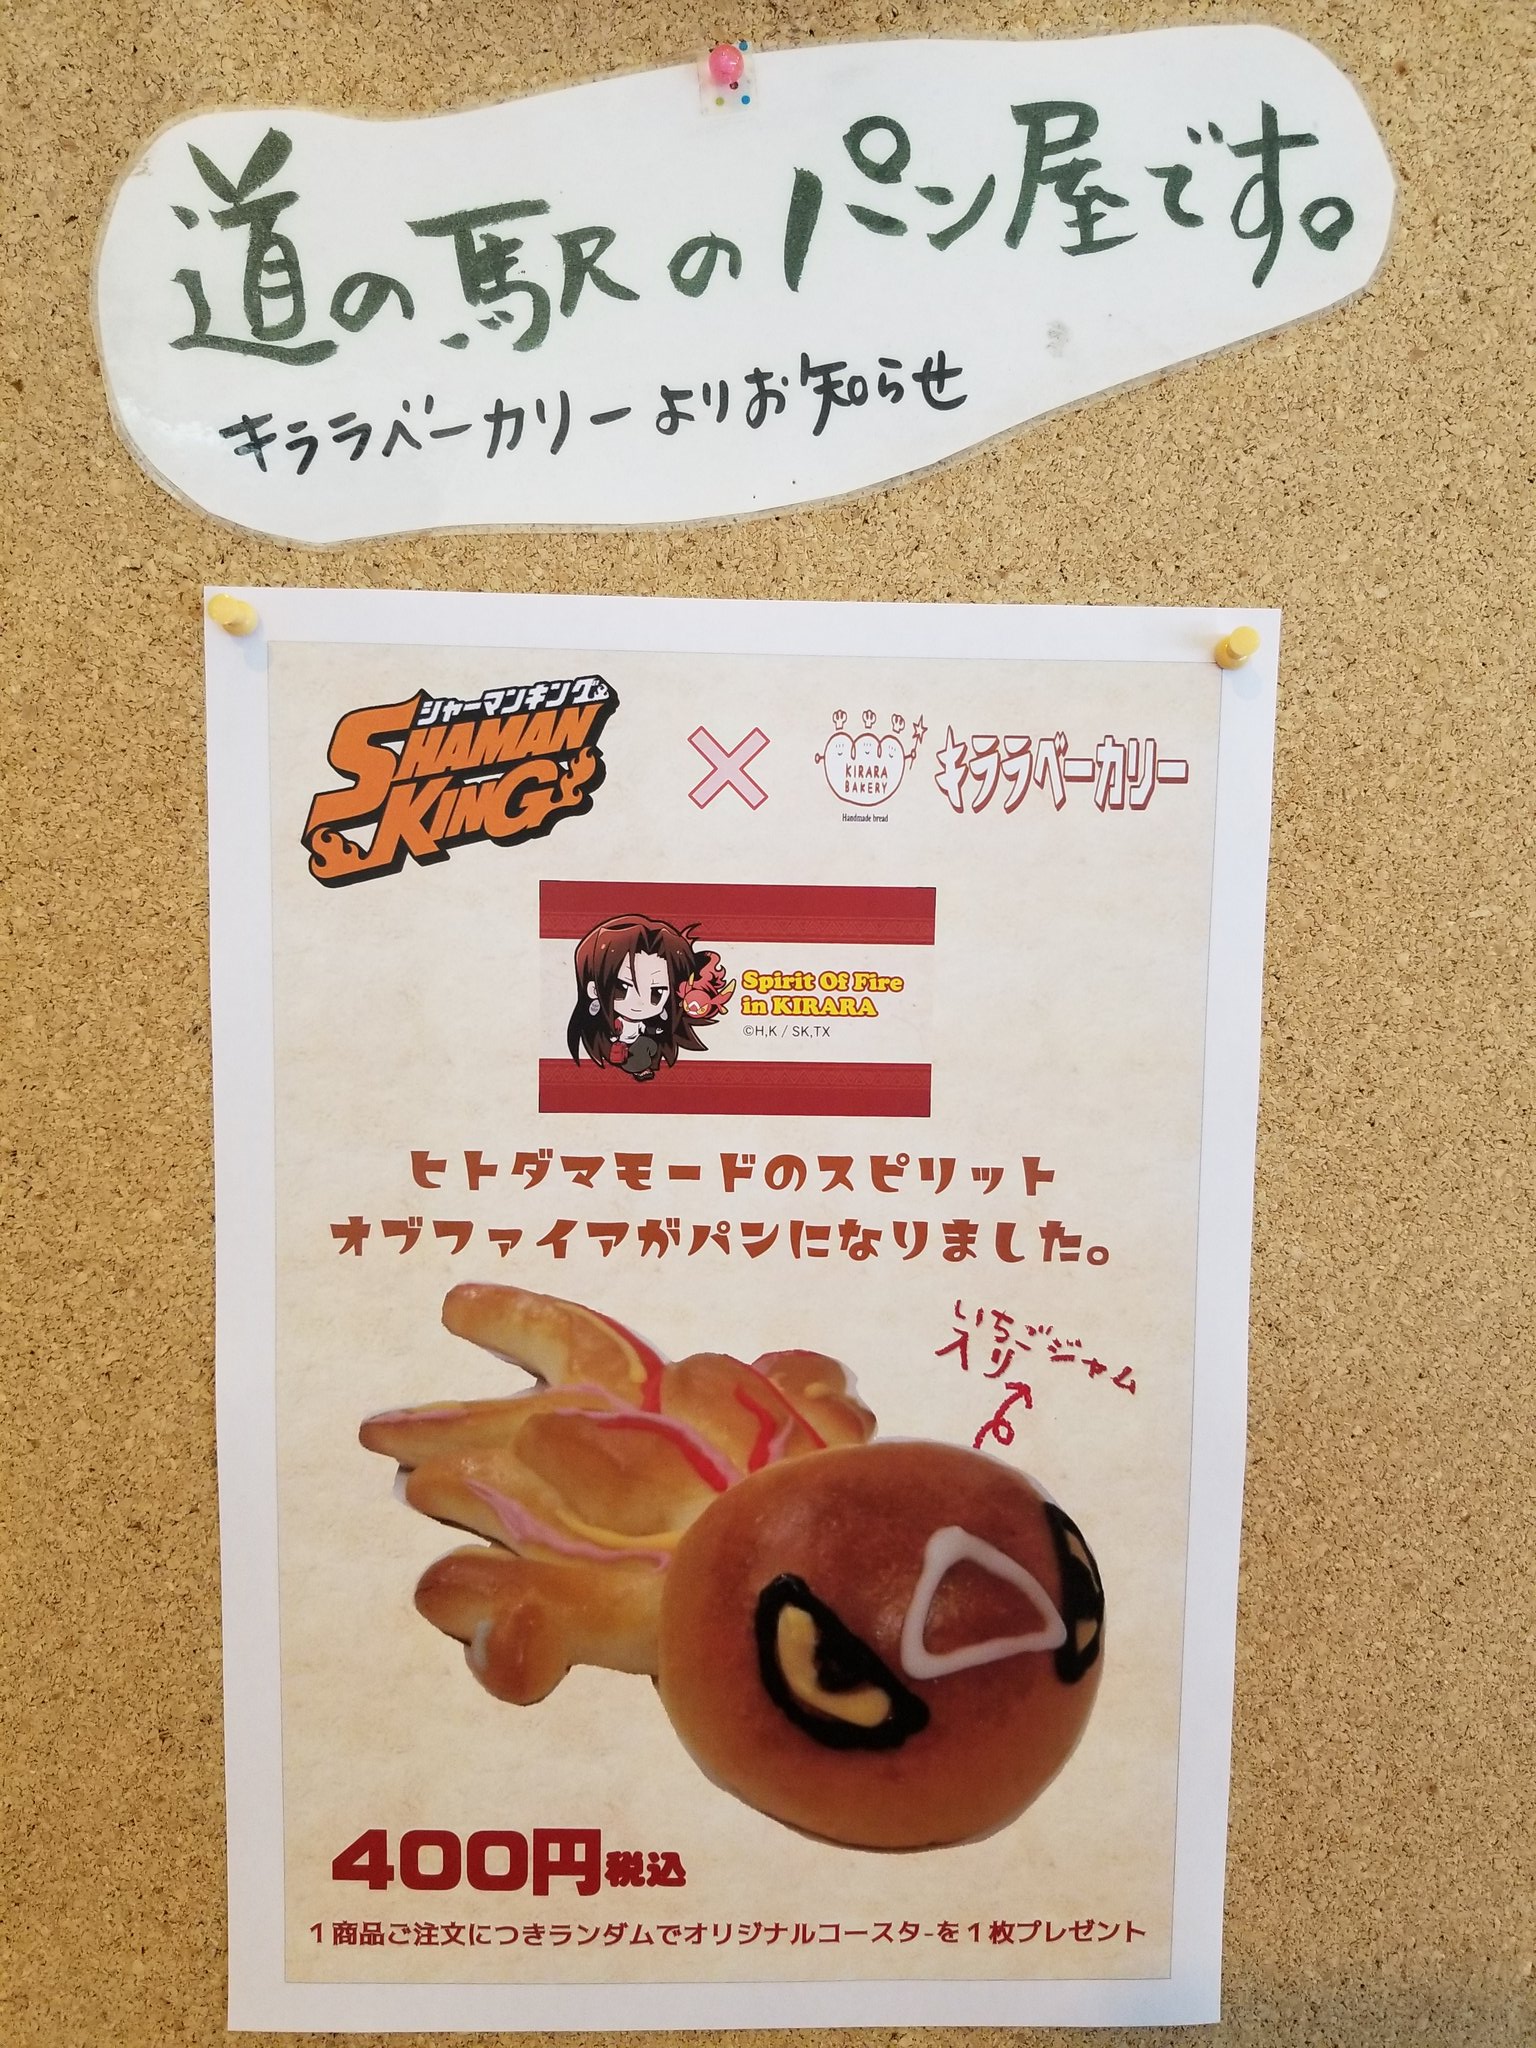 道の駅のパン屋です。
キララベーカリーよりお知らせ
シャーマンキング
SHAMAN
KING
×
KIRARA
BAKERY
Handmade bread
キララベーカリー
Spirit Of Fire
in KIRARA
©H,K / SK,TX
ヒトダマモードのスピリット
オブファイアがパンになりました。
いちごジャム
入り
400円税込
1商品ご注文につきランダムでオリジナルコースタ-を1枚プレゼント